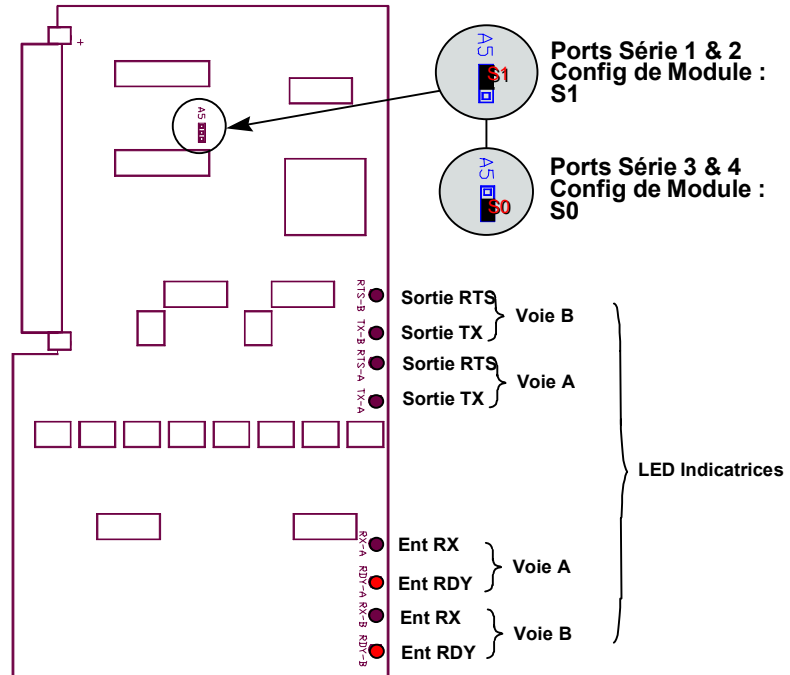 +
A5
A5
S1
Ports Série 1 & 2
Config de Module :
S1
A5
S0
Ports Série 3 & 4
Config de Module :
S0
RTS-B
Sortie RTS
TX-B
Sortie TX
Voie B
RTS-A
Sortie RTS
TX-A
Sortie TX
Voie A
LED Indicatrices
RX-A
Ent RX
RDY-A
Ent RDY
Voie A
RX-B
Ent RX
RDY-B
Ent RDY
Voie B